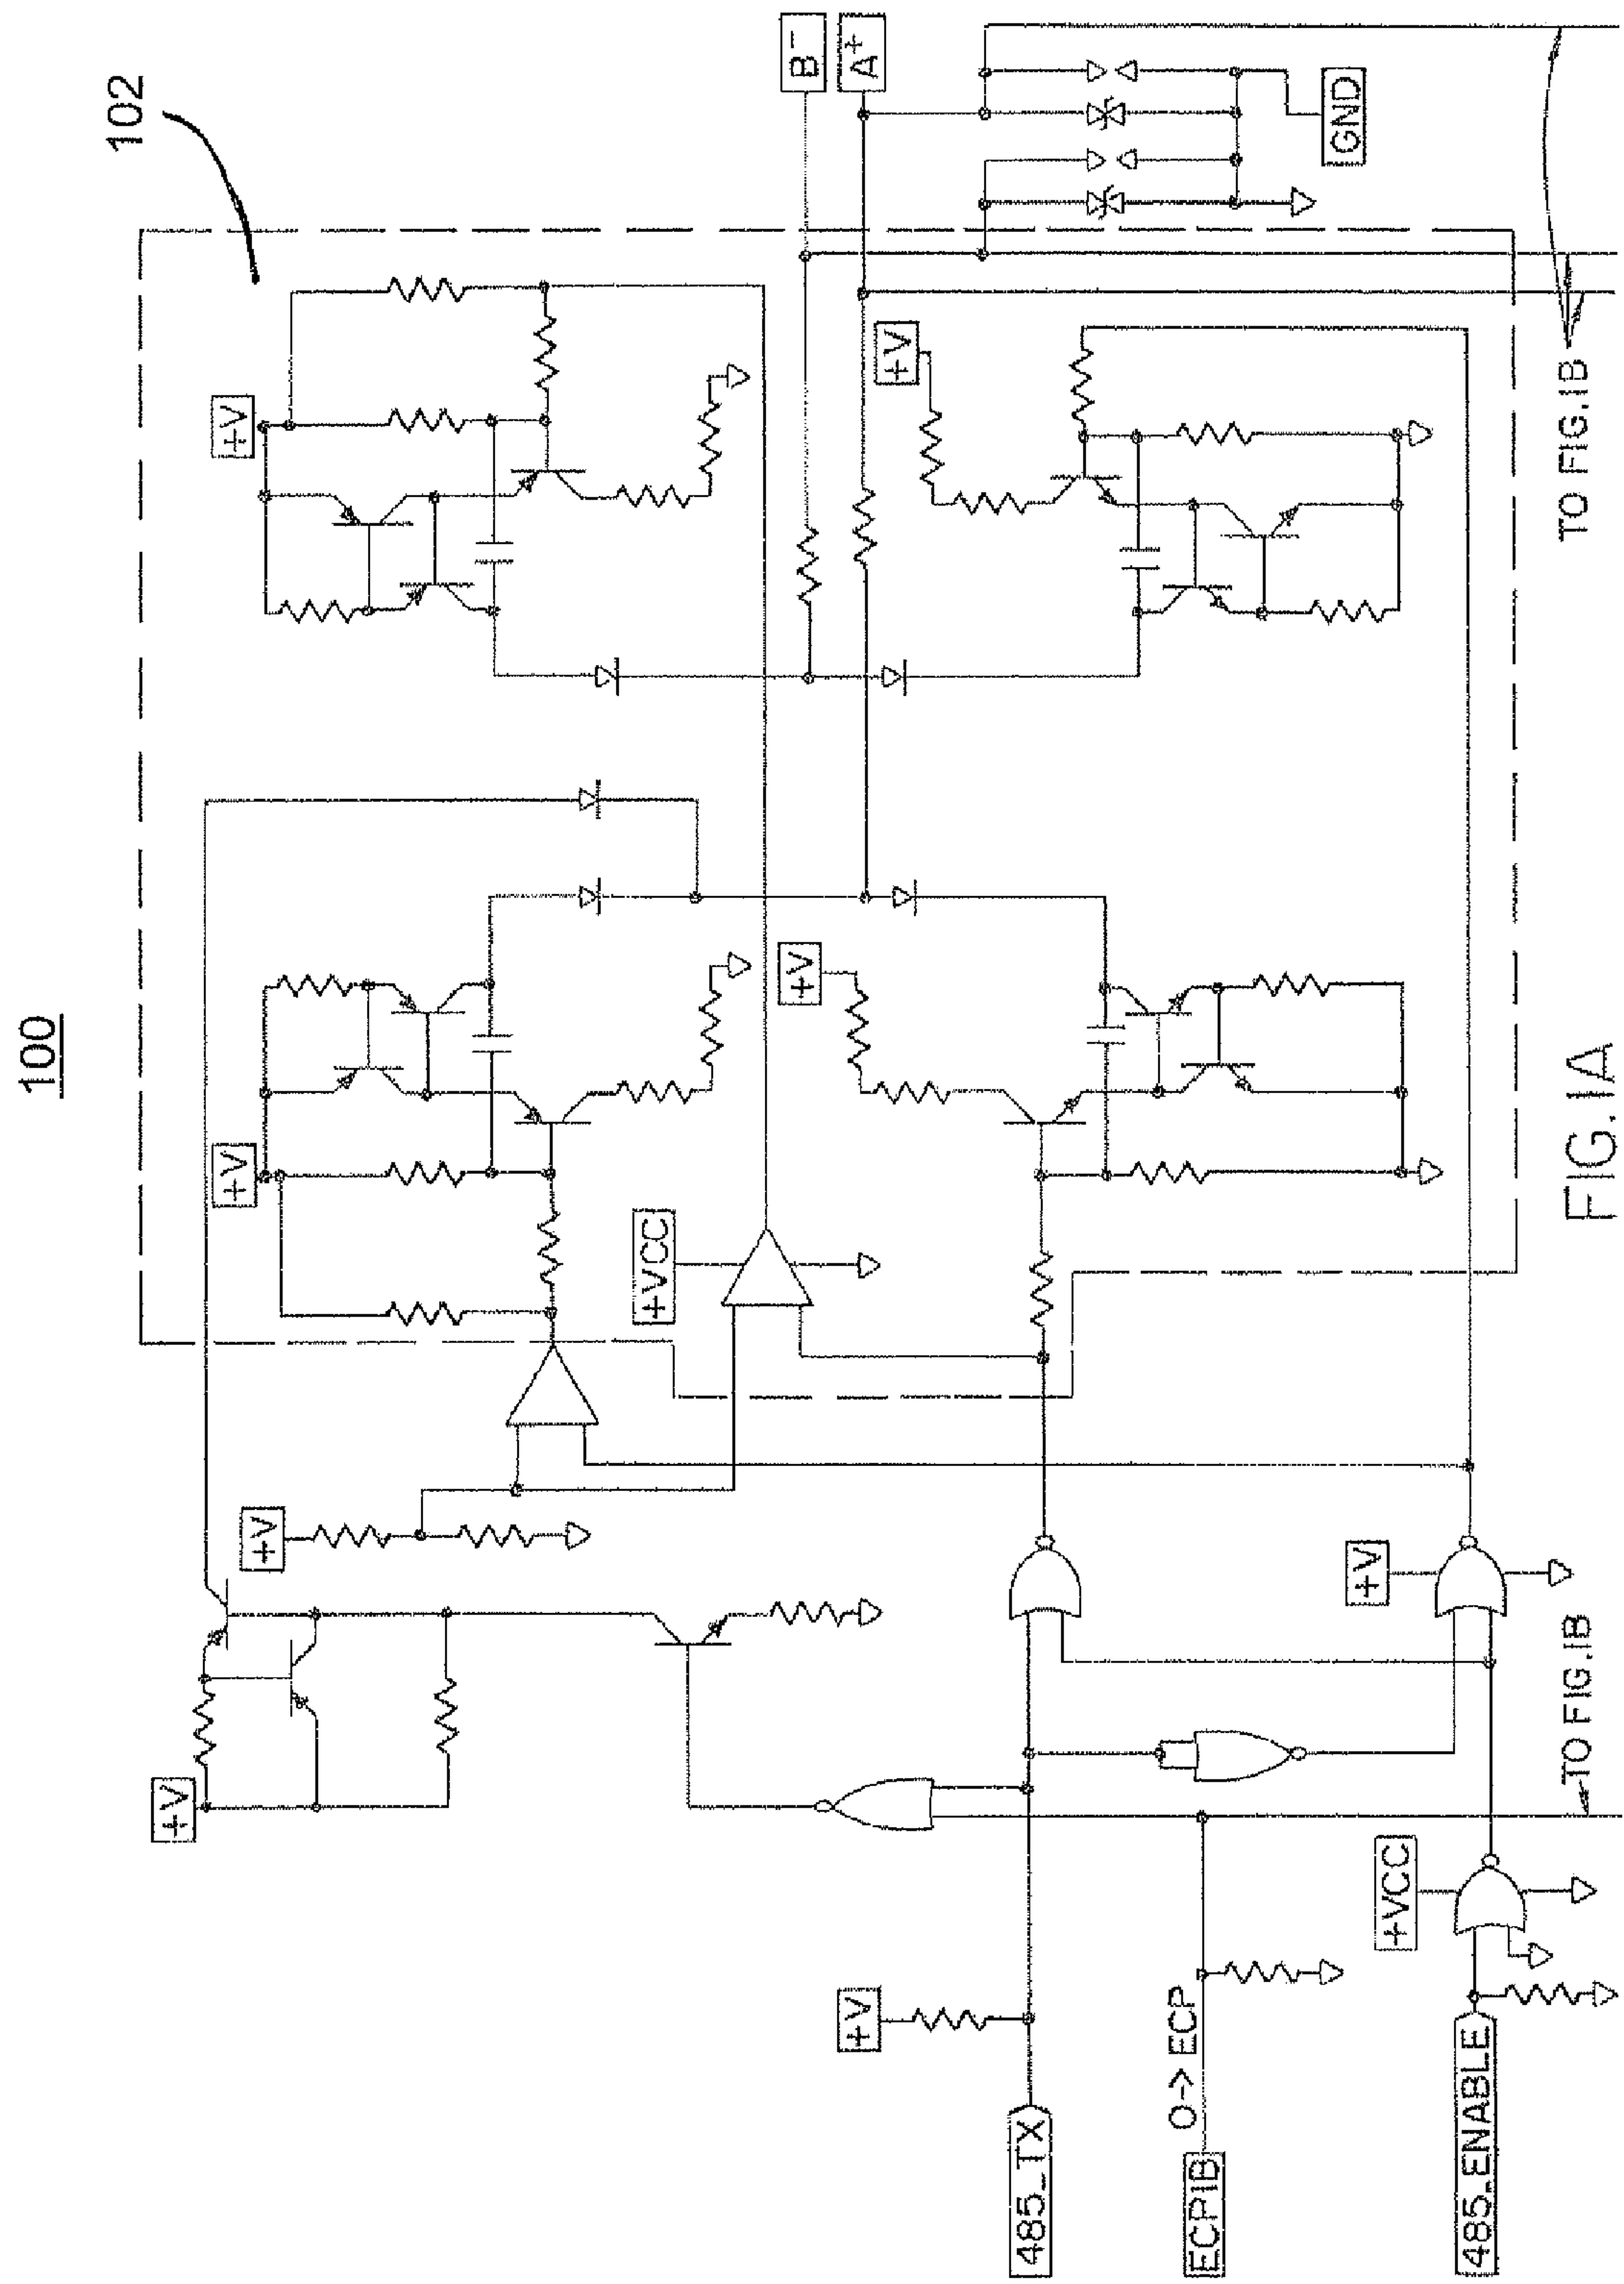 100
102
+V
+V
+V
+V
+VCC
+V
B-
+V
A+
+V
485_TX
0->ECP
ECP1B
GND
+V
+VCC
485_ENABLE
TO FIG.1B
TO FIG.1B
FIG.1A